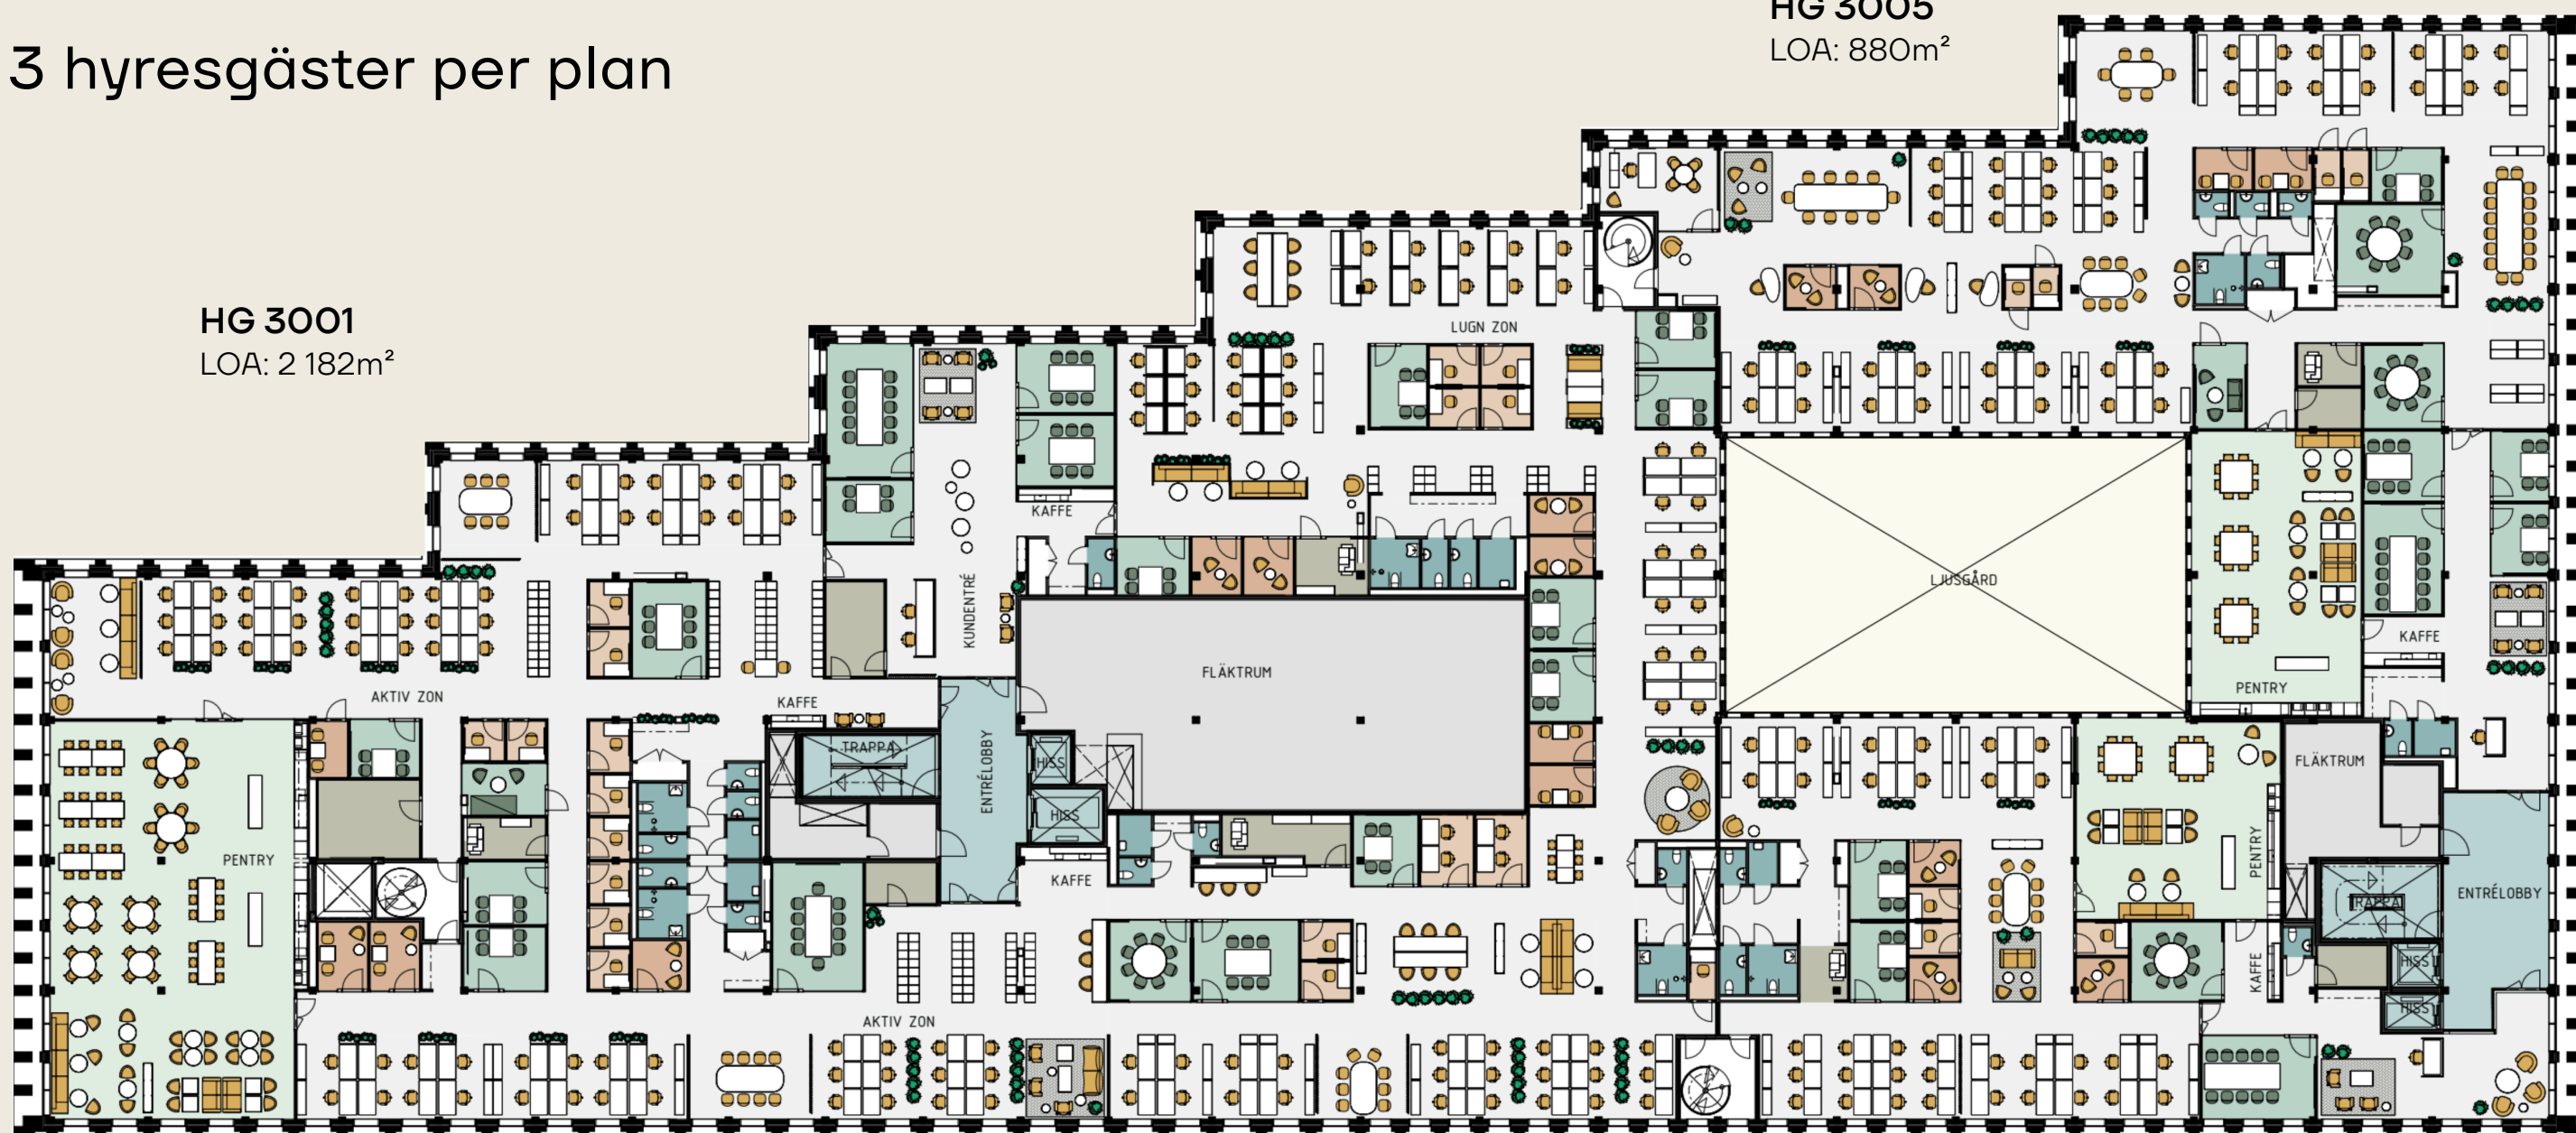 HG 3005
LOA: 880m²
3 hyresgäster per plan
HG 3001
LOA: 2 182m²
LUGN ZON
KAFFE
KUNDENTRÉ
LJUSGÅRD
FLÄKTRUM
KAFFE
PENTRY
AKTIV ZON
KAFFE
TRAPPA
ENTRÉLOBBY
HISS
HISS
FLÄKTRUM
PENTRY
PENTRY
KAFFE
ENTRÉLOBBY
TRAPPA
KAFFE
HISS
HISS
AKTIV ZON